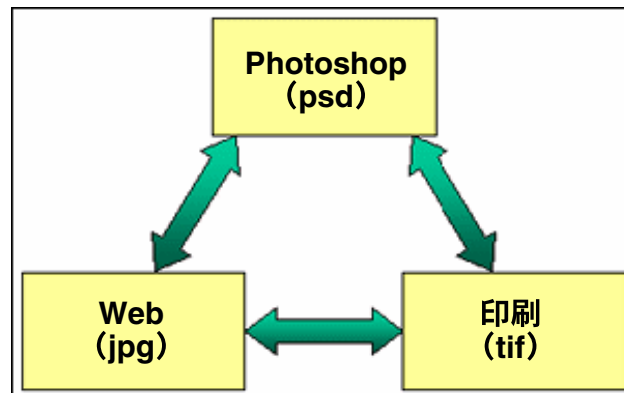 Photoshop
（psd）
Web
（jpg）
印刷
（tif）